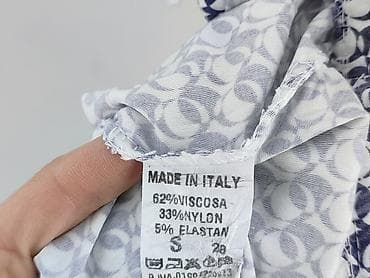 MADE IN ITALY
62%VISCOSA
33%NYLON
5% ELASTAN
S